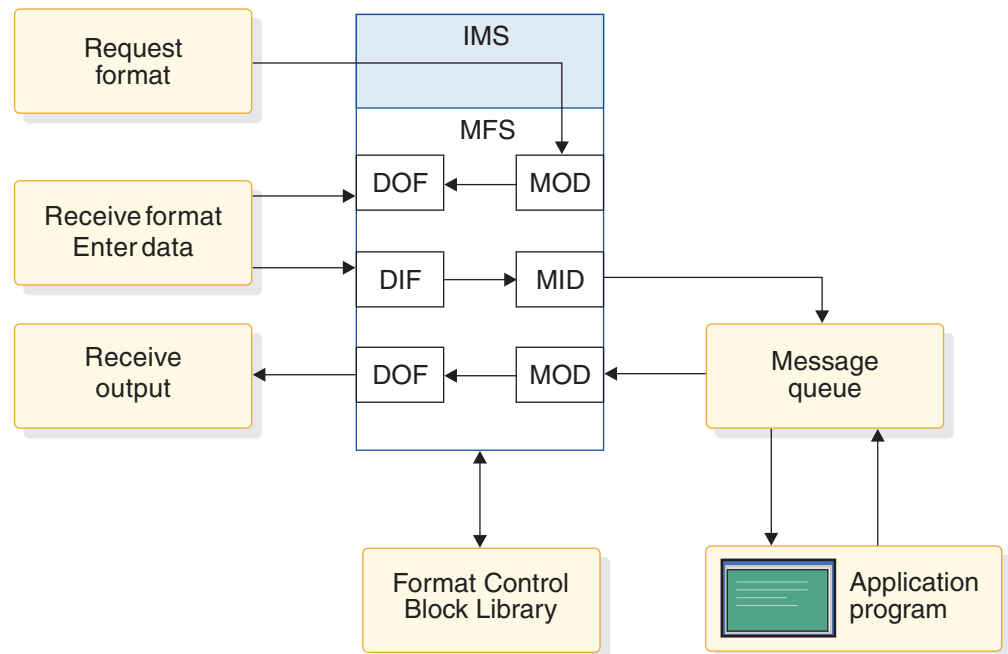 Request
format
IMS
MFS
DOF
MOD
Receive format
Enter data
DIF
MID
Receive
output
DOF
MOD
Message
queue
Format Control
Block Library
Application
program